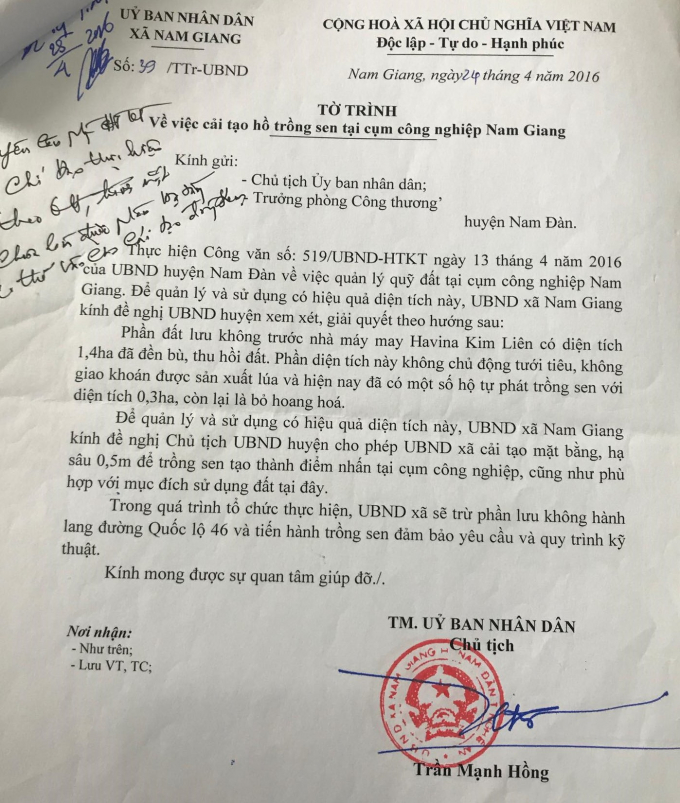 UỶ BAN NHÂN DÂN
XÃ NAM GIANG
Số: 39 /TTr-UBND
CỘNG HOÀ XÃ HỘI CHỦ NGHĨA VIỆT NAM
Độc lập - Tự do - Hạnh phúc
Nam Giang, ngày 24 tháng 4 năm 2016
28
4
2016
TỜ TRÌNH
Về việc cải tạo hồ trồng sen tại cụm công nghiệp Nam Giang
Kính gửi:
- Chủ tịch Ủy ban nhân dân;
Trưởng phòng Công thương
huyện Nam Đàn.
Chỉ đạo
theo
Thực hiện Công văn số: 519/UBND-HTKT ngày 13 tháng 4 năm 2016
của UBND huyện Nam Đàn về việc quản lý quỹ đất tại cụm công nghiệp Nam
Giang. Để quản lý và sử dụng có hiệu quả diện tích này, UBND xã Nam Giang
kính đề nghị UBND huyện xem xét, giải quyết theo hướng sau:
Phần đất lưu không trước nhà máy may Havina Kim Liên có diện tích
1,4ha đã đền bù, thu hồi đất. Phần diện tích này không chủ động tưới tiêu, không
giao khoán được sản xuất lúa và hiện nay đã có một số hộ tự phát trồng sen với
diện tích 0,3ha, còn lại là bỏ hoang hoá.
Để quản lý và sử dụng có hiệu quả diện tích này, UBND xã Nam Giang
kính đề nghị Chủ tịch UBND huyện cho phép UBND xã cải tạo mặt bằng, hạ
sâu 0,5m để trồng sen tạo thành điểm nhấn tại cụm công nghiệp, cũng như phù
hợp với mục đích sử dụng đất tại đây.
Trong quá trình tổ chức thực hiện, UBND xã sẽ trừ phần lưu không hành
lang đường Quốc lộ 46 và tiến hành trồng sen đảm bảo yêu cầu và quy trình kỹ
thuật.
Kính mong được sự quan tâm giúp đỡ./.
Nơi nhận:
- Như trên;
- Lưu VT, TC;
TM. UỶ BAN NHÂN DÂN
Chủ tịch
UBND XÃ NAM GIANG H. NAM ĐÀN T. NGHỆ AN
Trần Mạnh Hồng